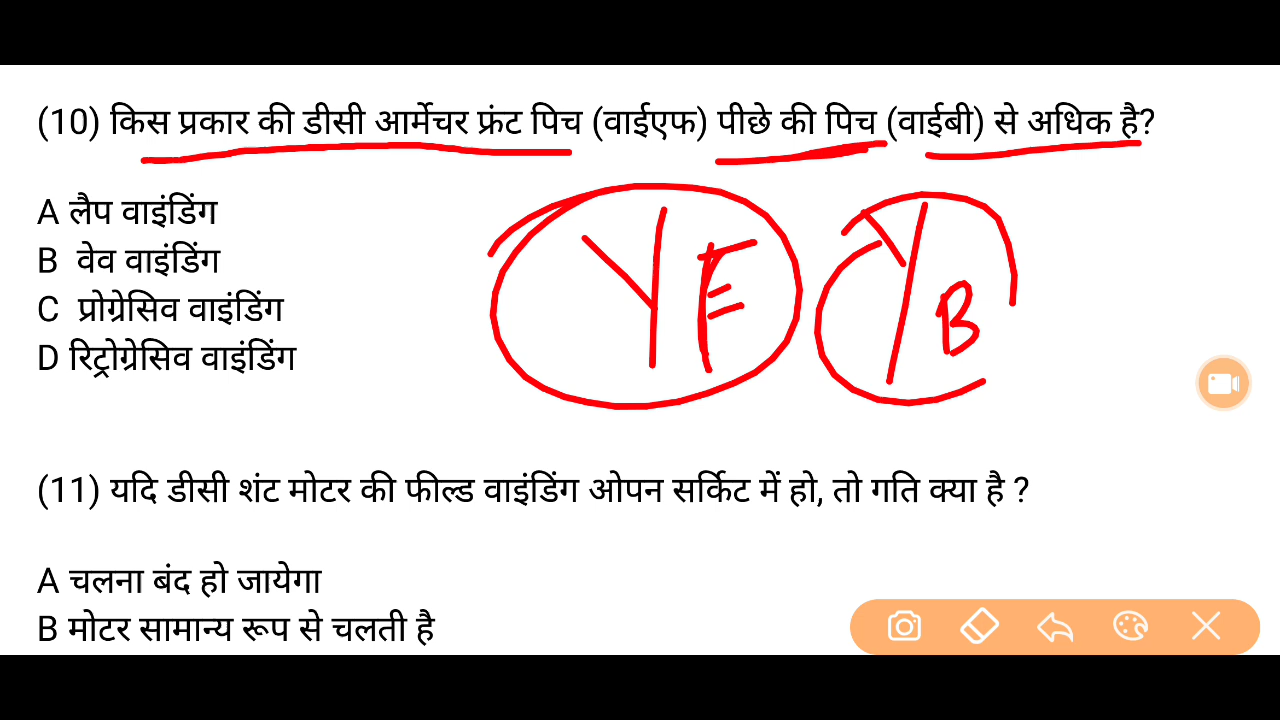 (10) किस प्रकार की डीसी आर्मेचर फ्रंट पिच (वाईएफ) पीछे की पिच (वाईबी) से अधिक है?
A लैप वाइंडिंग
B वेव वाइंडिंग
C प्रोग्रेसिव वाइंडिंग
D रिट्रोग्रेसिव वाइंडिंग
YF YB
(11) यदि डीसी शंट मोटर की फील्ड वाइंडिंग ओपन सर्किट में हो, तो गति क्या है ?
A चलना बंद हो जायेगा
B मोटर सामान्य रूप से चलती है